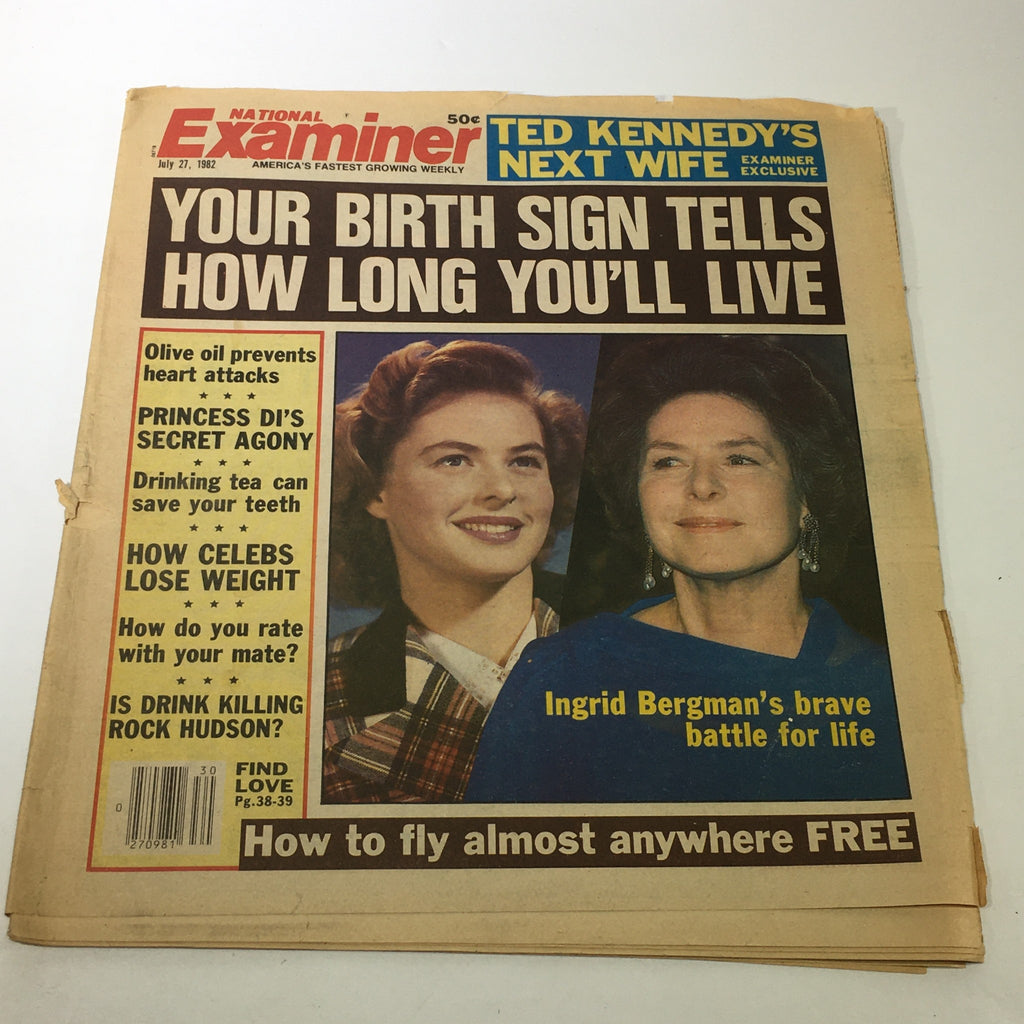 NATIONAL
Examiner
50¢
July 27, 1982
AMERICA'S FASTEST GROWING WEEKLY
TED KENNEDY'S
NEXT WIFE
EXAMINER
EXCLUSIVE
YOUR BIRTH SIGN TELLS
HOW LONG YOU'LL LIVE
Olive oil prevents
heart attacks
PRINCESS DI'S
SECRET AGONY
Drinking tea can
save your teeth
HOW CELEBS
LOSE WEIGHT
How do you rate
with your mate?
IS DRINK KILLING
ROCK HUDSON?
30
0
270981
FIND
LOVE
Pg.38-39
Ingrid Bergman's brave
battle for life
How to fly almost anywhere FREE